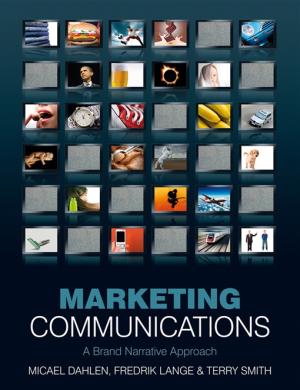 MARKETING
COMMUNICATIONS
A Brand Narrative Approach
MICAEL DAHLEN, FREDRIK LANGE & TERRY SMITH